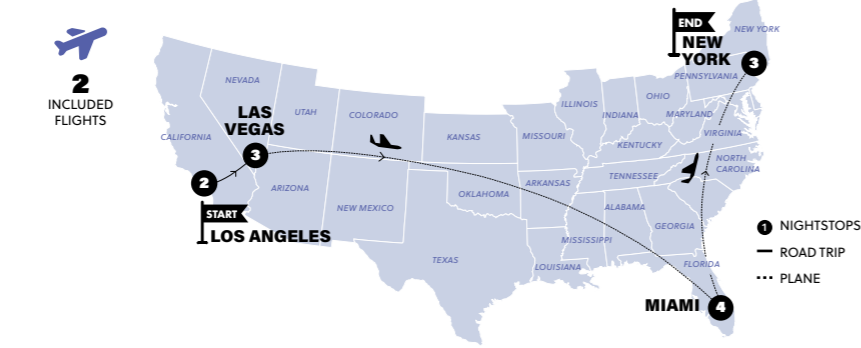 2
INCLUDED
FLIGHTS
END
NEW
YORK
3
NEW YORK
PENNSYLVANIA
NEVADA
UTAH
COLORADO
ILLINOIS
INDIANA
OHIO
MARYLAND
CALIFORNIA
LAS
VEGAS
3
KANSAS
MISSOURI
KENTUCKY
VIRGINIA
2
ARIZONA
NEW MEXICO
OKLAHOMA
ARKANSAS
TENNESSEE
NORTH
CAROLINA
START
LOS ANGELES
TEXAS
LOUISIANA
MISSISSIPPI
ALABAMA
GEORGIA
FLORIDA
MIAMI
4
1 NIGHTSTOPS
ROAD TRIP
PLANE